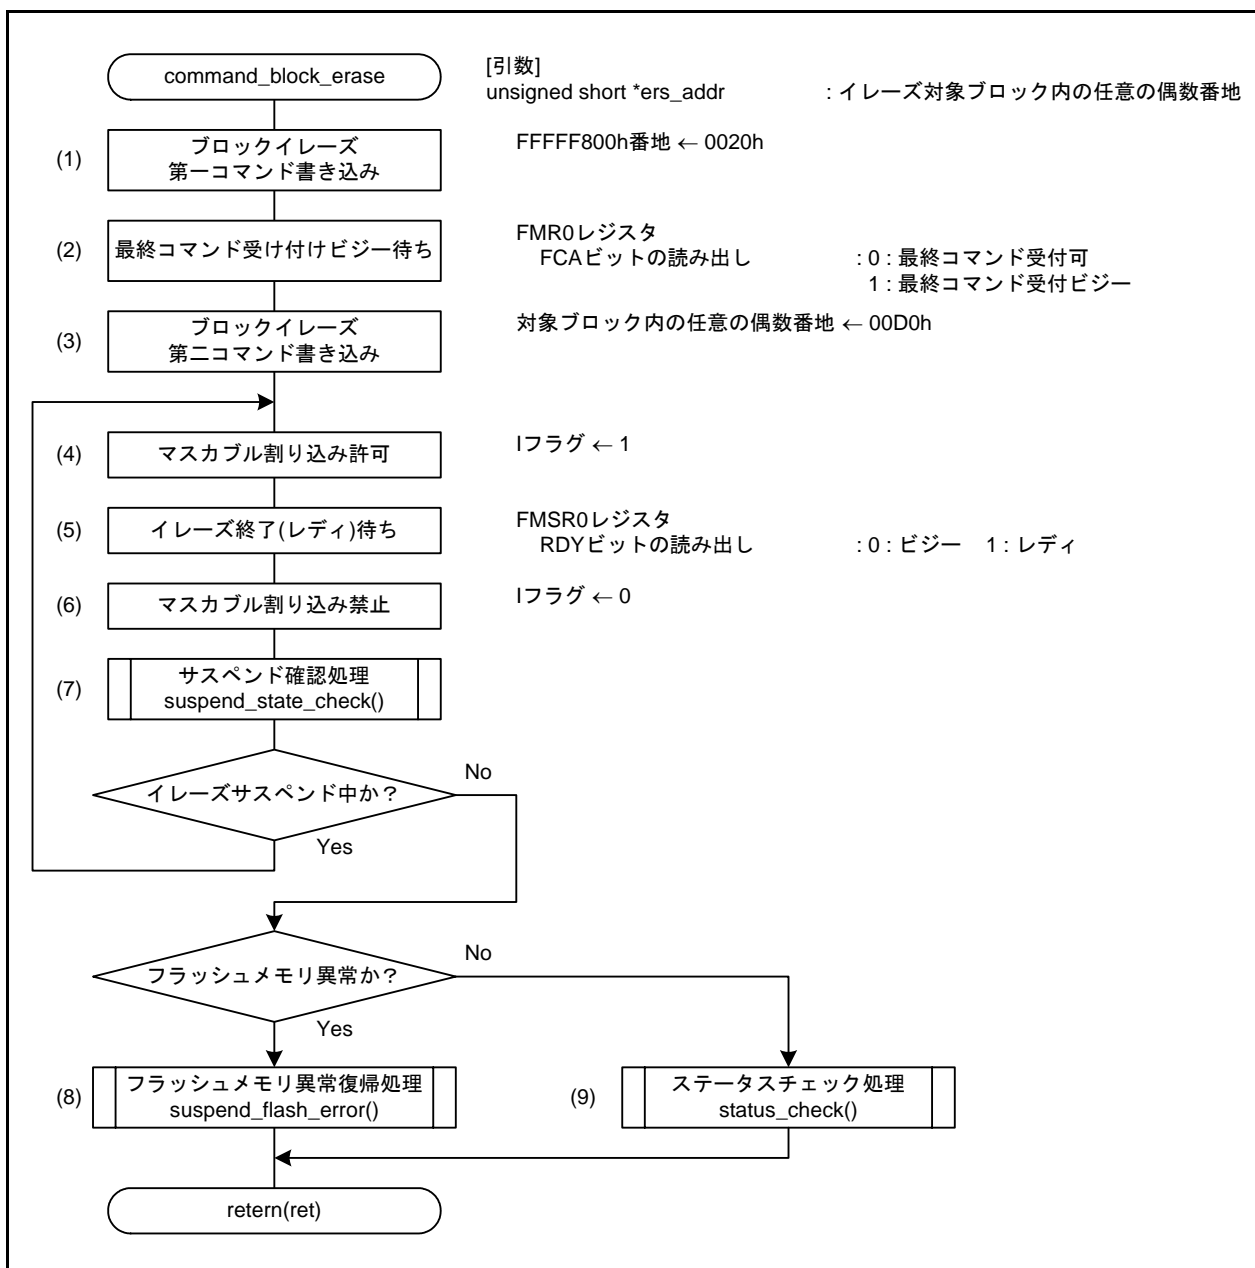 command_block_erase
[引数]
unsigned short *ers_addr : イレーズ対象ブロック内の任意の偶数番地
(1)
ブロックイレーズ
第一コマンド書き込み
FFFFF800h番地 ← 0020h
(2)
最終コマンド受け付けビジー待ち
FMR0レジスタ
FCAビットの読み出し : 0 : 最終コマンド受付可
1 : 最終コマンド受付ビジー
(3)
ブロックイレーズ
第二コマンド書き込み
対象ブロック内の任意の偶数番地 ← 00D0h
(4)
マスカブル割り込み許可
Iフラグ ← 1
(5)
イレーズ終了(レディ)待ち
FMSR0レジスタ
RDYビットの読み出し : 0 : ビジー 1 : レディ
(6)
マスカブル割り込み禁止
Iフラグ ← 0
(7)
サスペンド確認処理
suspend_state_check()
イレーズサスペンド中か？
No
Yes
フラッシュメモリ異常か？
No
Yes
(8)
フラッシュメモリ異常復帰処理
suspend_flash_error()
(9)
ステータスチェック処理
status_check()
retern(ret)